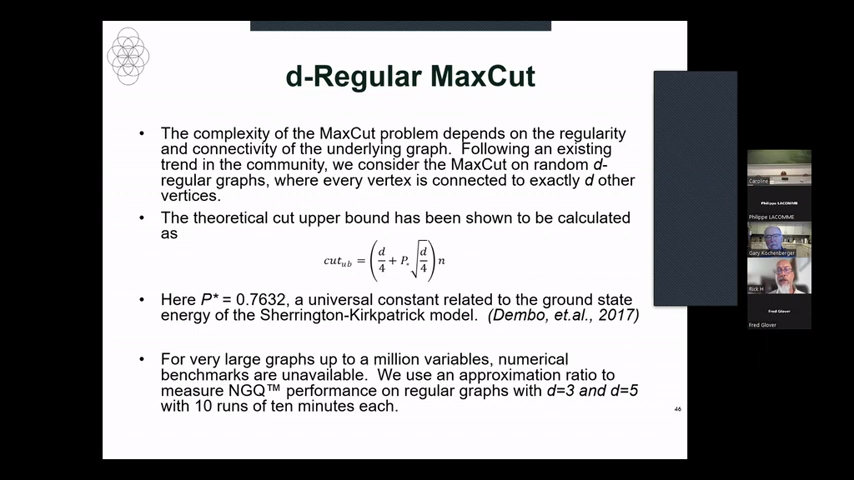 d-Regular MaxCut
• The complexity of the MaxCut problem depends on the regularity
and connectivity of the underlying graph. Following an existing
trend in the community, we consider the MaxCut on random d-
regular graphs, where every vertex is connected to exactly d other
vertices.
• The theoretical cut upper bound has been shown to be calculated
as
cut_ub = (d/4 + P_* √(d/4)) n
• Here P* = 0.7632, a universal constant related to the ground state
energy of the Sherrington-Kirkpatrick model. (Dembo, et.al., 2017)
• For very large graphs up to a million variables, numerical
benchmarks are unavailable. We use an approximation ratio to
measure NGQ™ performance on regular graphs with d=3 and d=5
with 10 runs of ten minutes each.
46
Caroline
Philippe LACOMME
Philippe LACOMME
Gary Kochenberger
Rick H
Fred Glover
Fred Glover